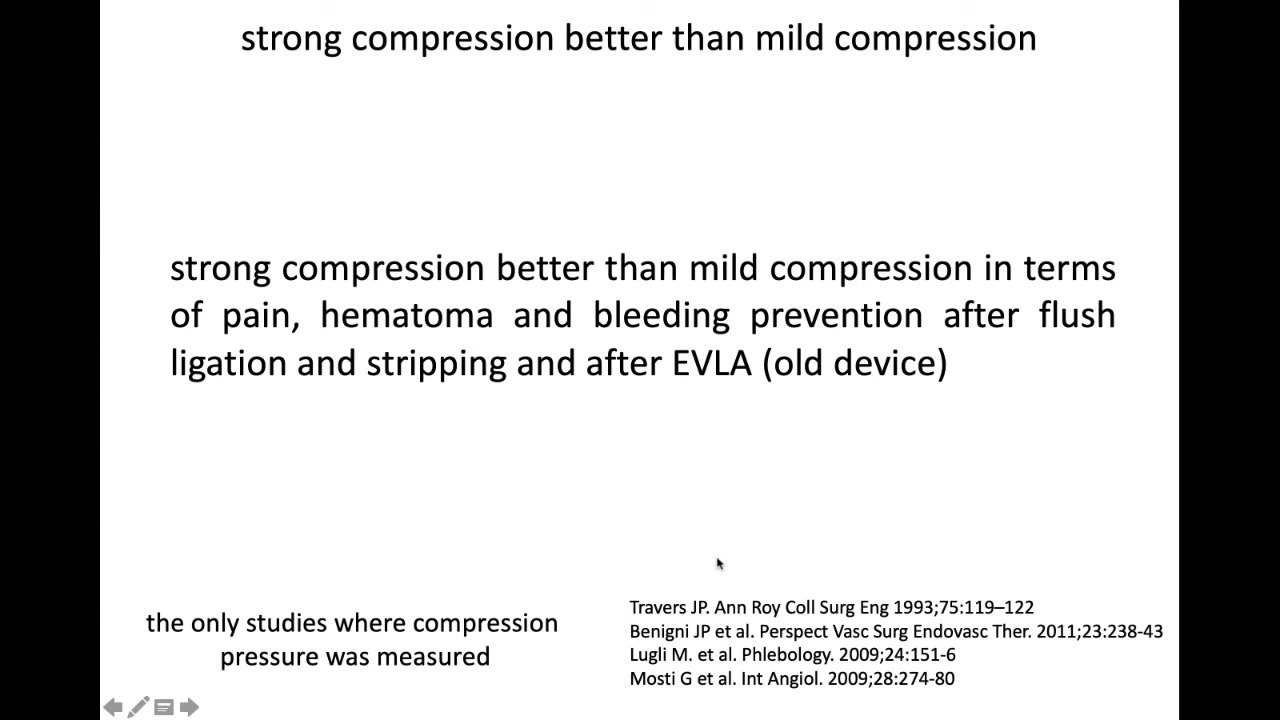 strong compression better than mild compression
strong compression better than mild compression in terms
of pain, hematoma and bleeding prevention after flush
ligation and stripping and after EVLA (old device)
the only studies where compression
pressure was measured
Travers JP. Ann Roy Coll Surg Eng 1993;75:119–122
Benigni JP et al. Perspect Vasc Surg Endovasc Ther. 2011;23:238-43
Lugli M. et al. Phlebology. 2009;24:151-6
Mosti G et al. Int Angiol. 2009;28:274-80